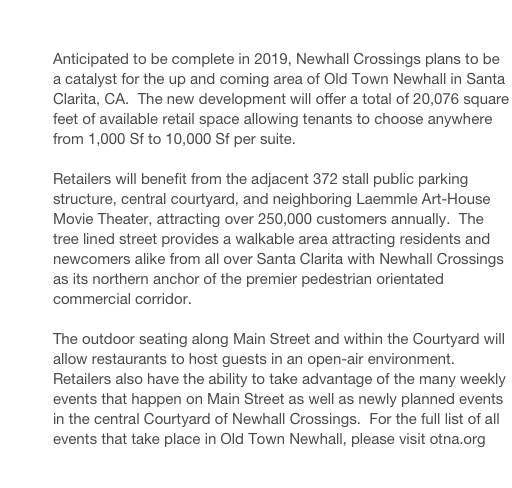 Anticipated to be complete in 2019, Newhall Crossings plans to be
a catalyst for the up and coming area of Old Town Newhall in Santa
Clarita, CA.  The new development will offer a total of 20,076 square
feet of available retail space allowing tenants to choose anywhere
from 1,000 Sf to 10,000 Sf per suite.

Retailers will benefit from the adjacent 372 stall public parking
structure, central courtyard, and neighboring Laemmle Art-House
Movie Theater, attracting over 250,000 customers annually.  The
tree lined street provides a walkable area attracting residents and
newcomers alike from all over Santa Clarita with Newhall Crossings
as its northern anchor of the premier pedestrian orientated
commercial corridor.

The outdoor seating along Main Street and within the Courtyard will
allow restaurants to host guests in an open-air environment.
Retailers also have the ability to take advantage of the many weekly
events that happen on Main Street as well as newly planned events
in the central Courtyard of Newhall Crossings.  For the full list of all
events that take place in Old Town Newhall, please visit otna.org